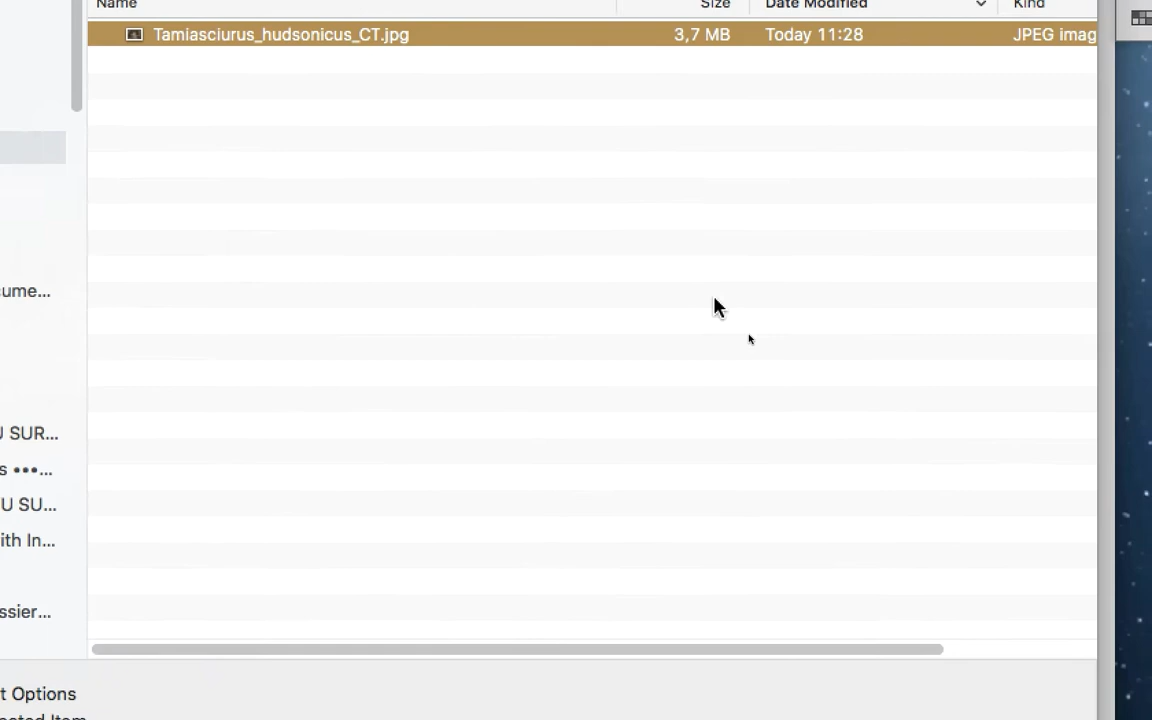 Name Size Date Modified Kind
Tamiasciurus_hudsonicus_CT.jpg 3,7 MB Today 11:28 JPEG imag
cume...
U SUR...
s •••...
U SU...
ith In...
ssier...
t Options